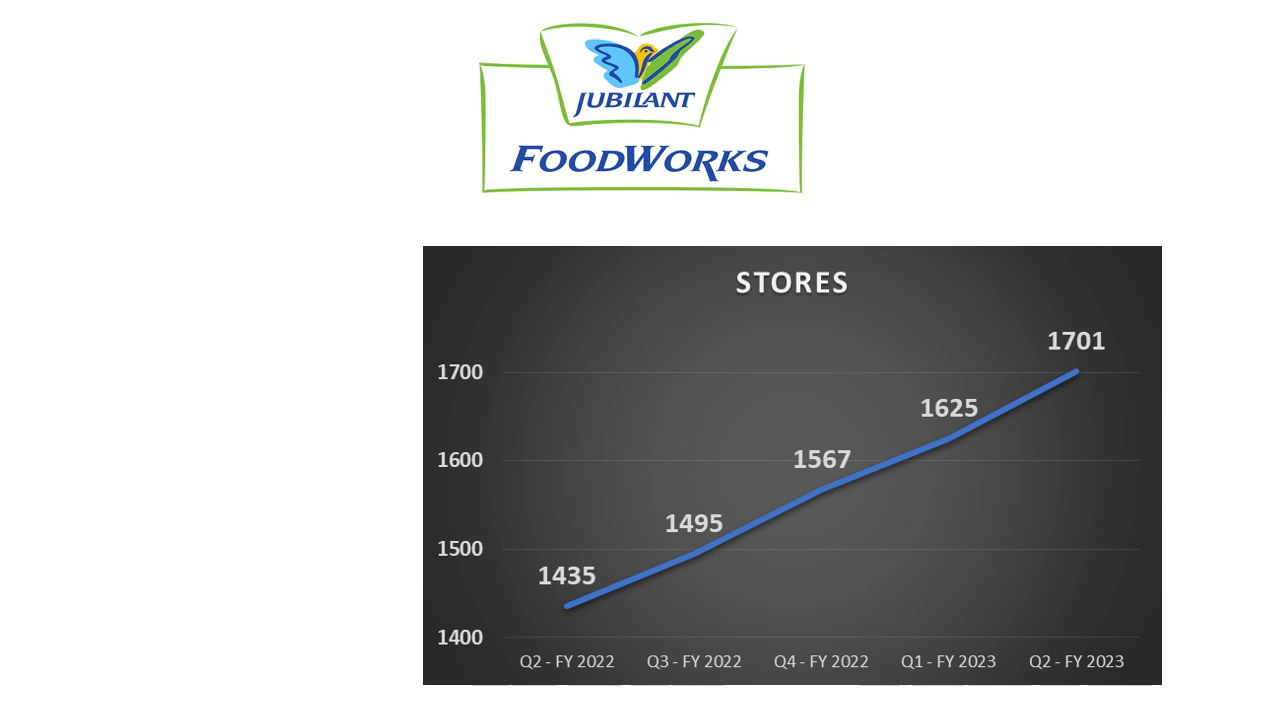 JUBILANT
FOODWORKS
STORES
1701
1700
1625
1600
1567
1495
1500
1435
1400
Q2 - FY 2022 Q3 - FY 2022 Q4 - FY 2022 Q1 - FY 2023 Q2 - FY 2023